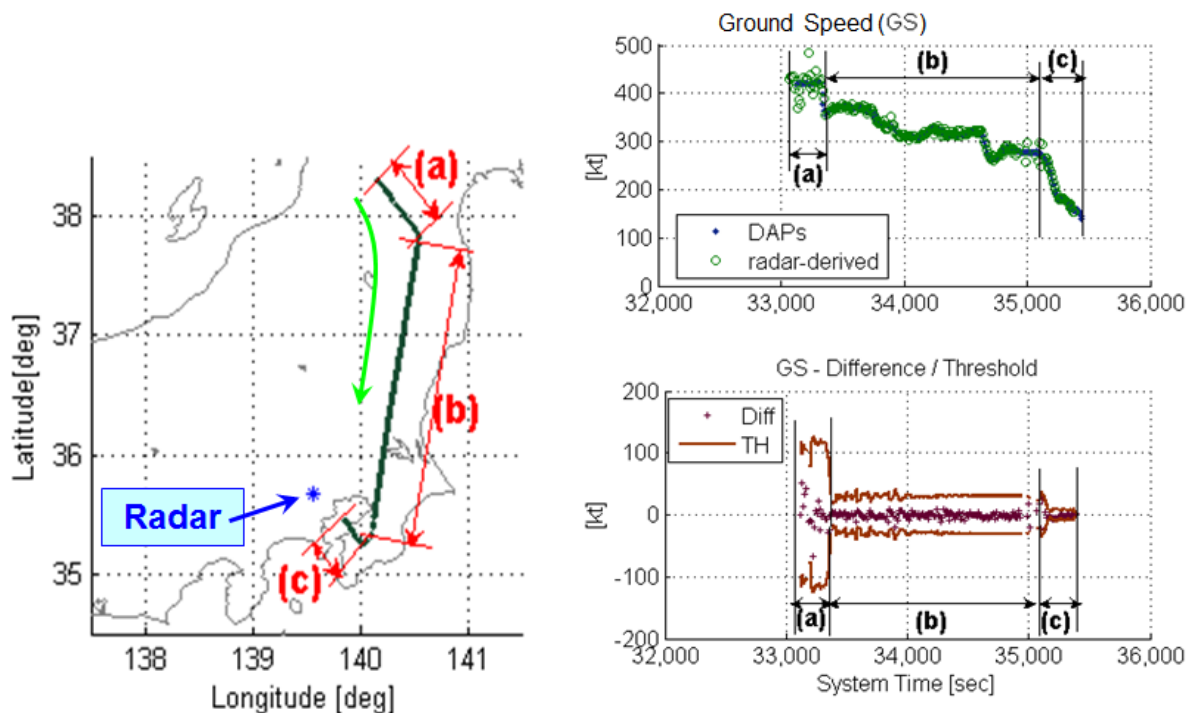 38
37
36
35
138
139
140
141
Latitude[deg]
Longitude [deg]
(a)
(b)
(c)
Radar
Ground Speed (GS)
500
400
300
200
100
0
[kt]
(a)
(b)
(c)
DAPs
radar-derived
32,000
33,000
34,000
35,000
36,000
GS - Difference / Threshold
200
100
0
-100
-200
[kt]
Diff
TH
(a)
(b)
(c)
32,000
33,000
34,000
35,000
36,000
System Time [sec]